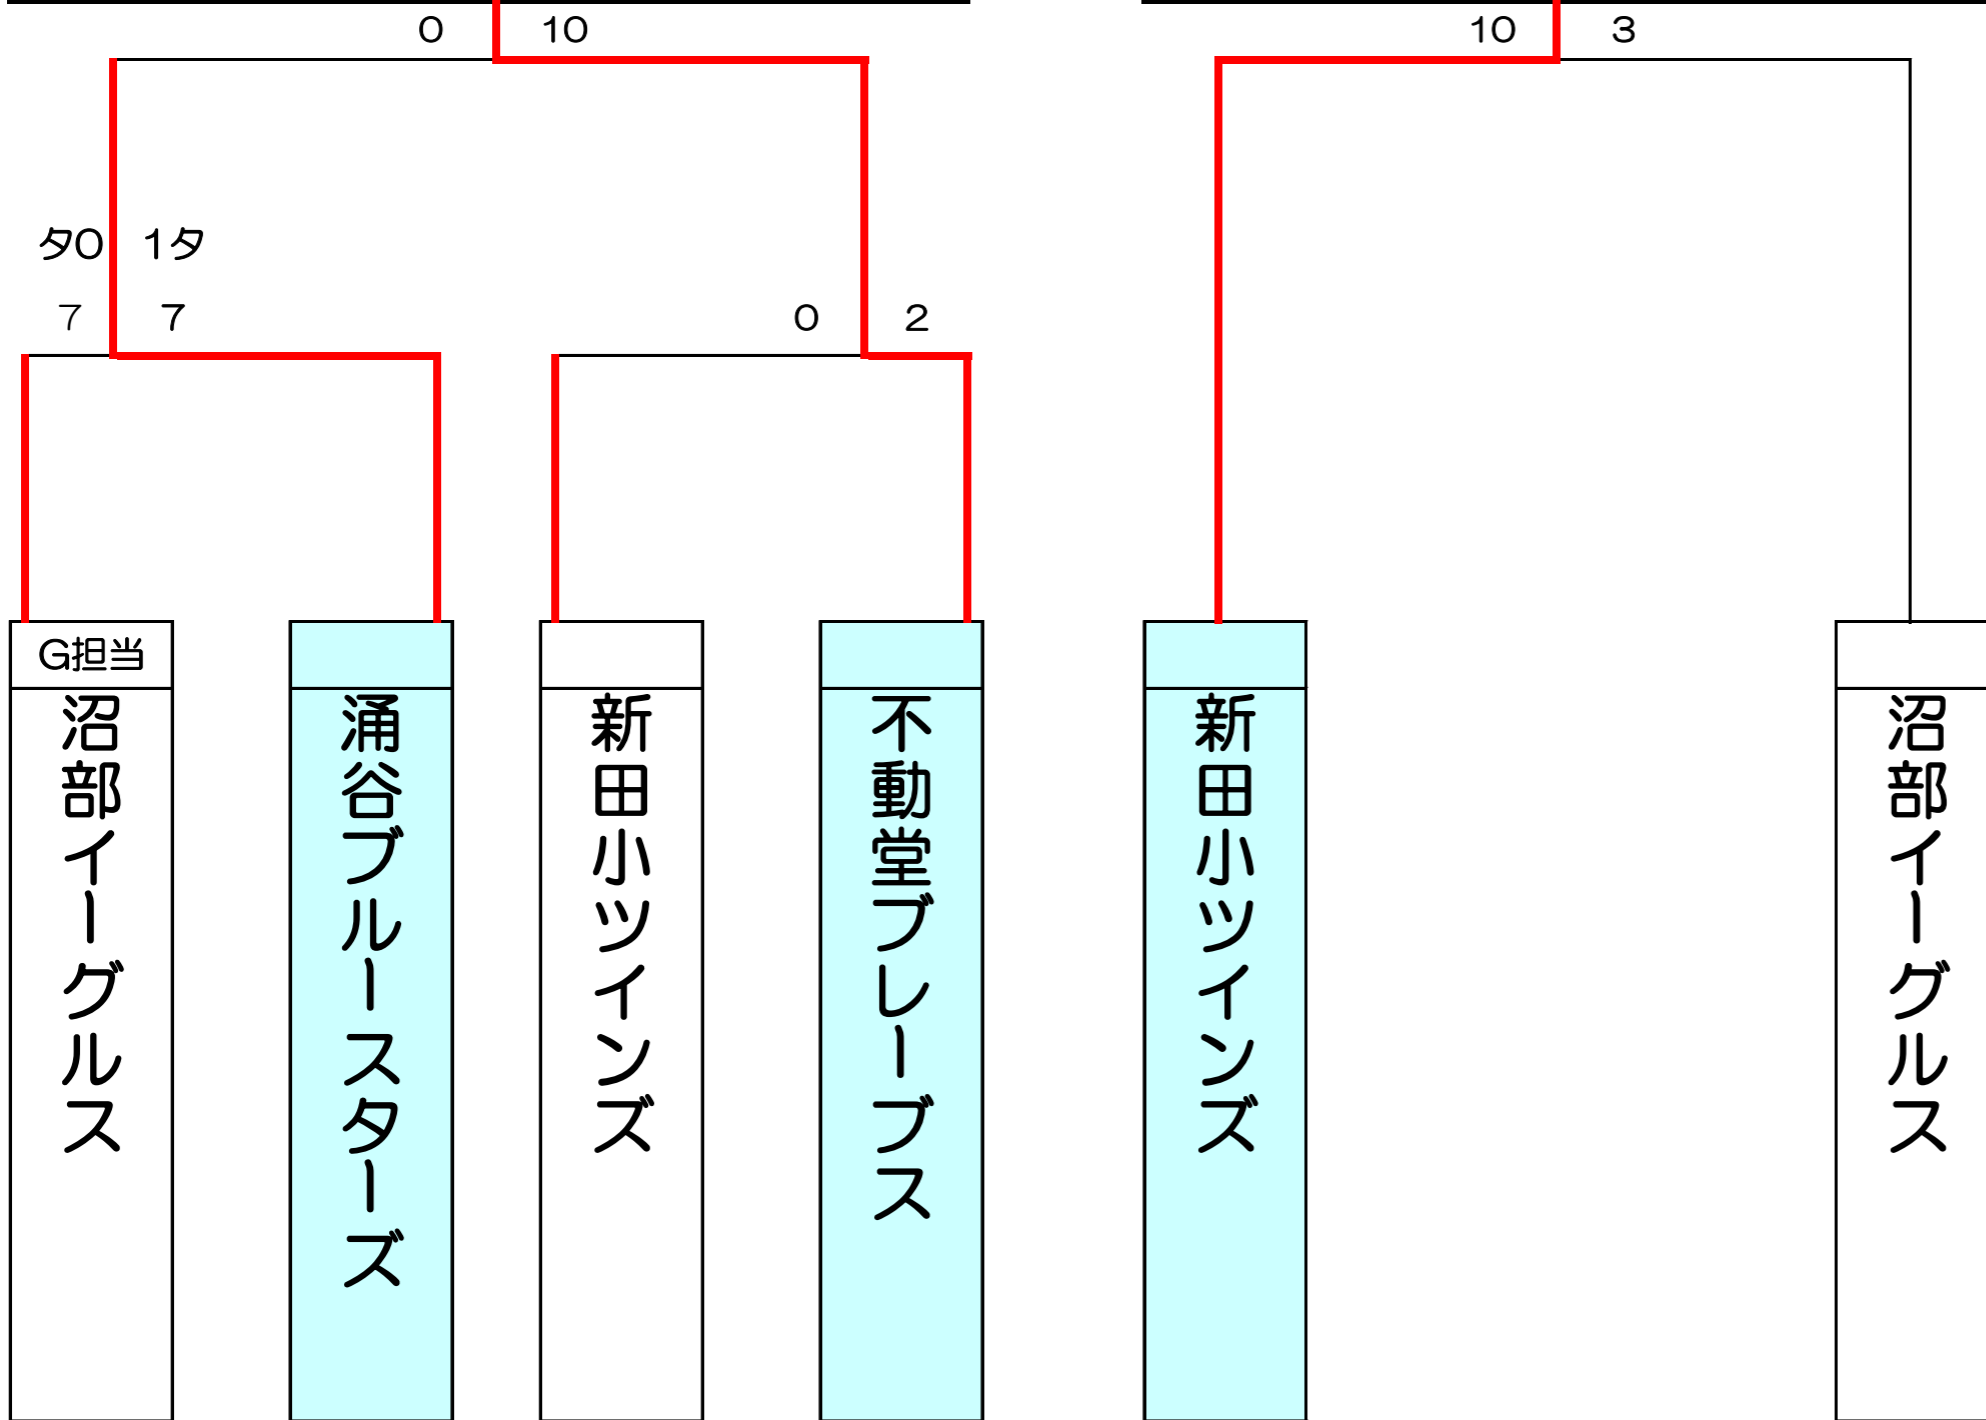 0 10
10 3
タ0 1タ
7 7
0 2
G担当
沼部イーグルス
涌谷ブルースターズ
新田小ツインズ
不動堂ブレーブス
新田小ツインズ
沼部イーグルス